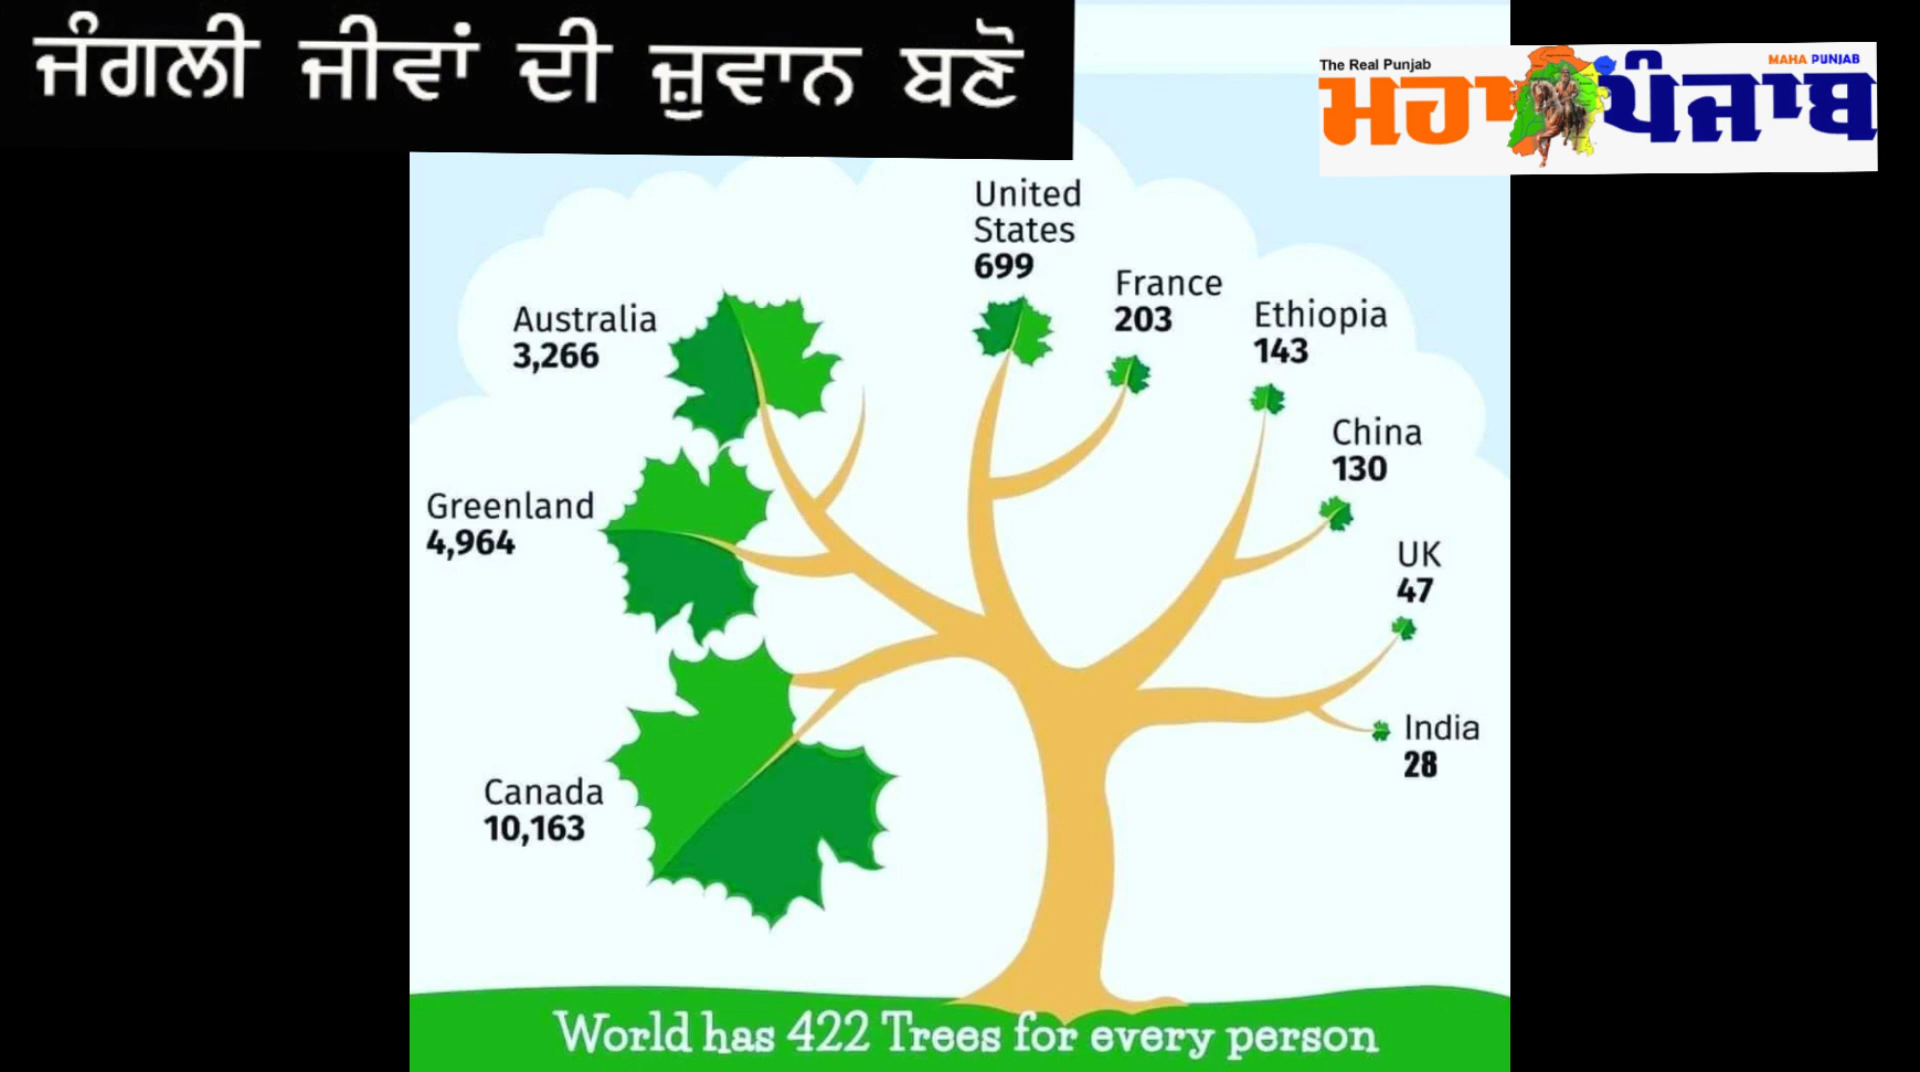 ਜੰਗਲੀ ਜੀਵਾਂ ਦੀ ਜ਼ੁਵਾਨ ਬਣੋ
The Real Punjab
MAHA PUNJAB
ਮਹਾ ਪੰਜਾਬ
United
States
699
France
203
Ethiopia
143
Australia
3,266
China
130
Greenland
4,964
UK
47
India
28
Canada
10,163
World has 422 Trees for every person